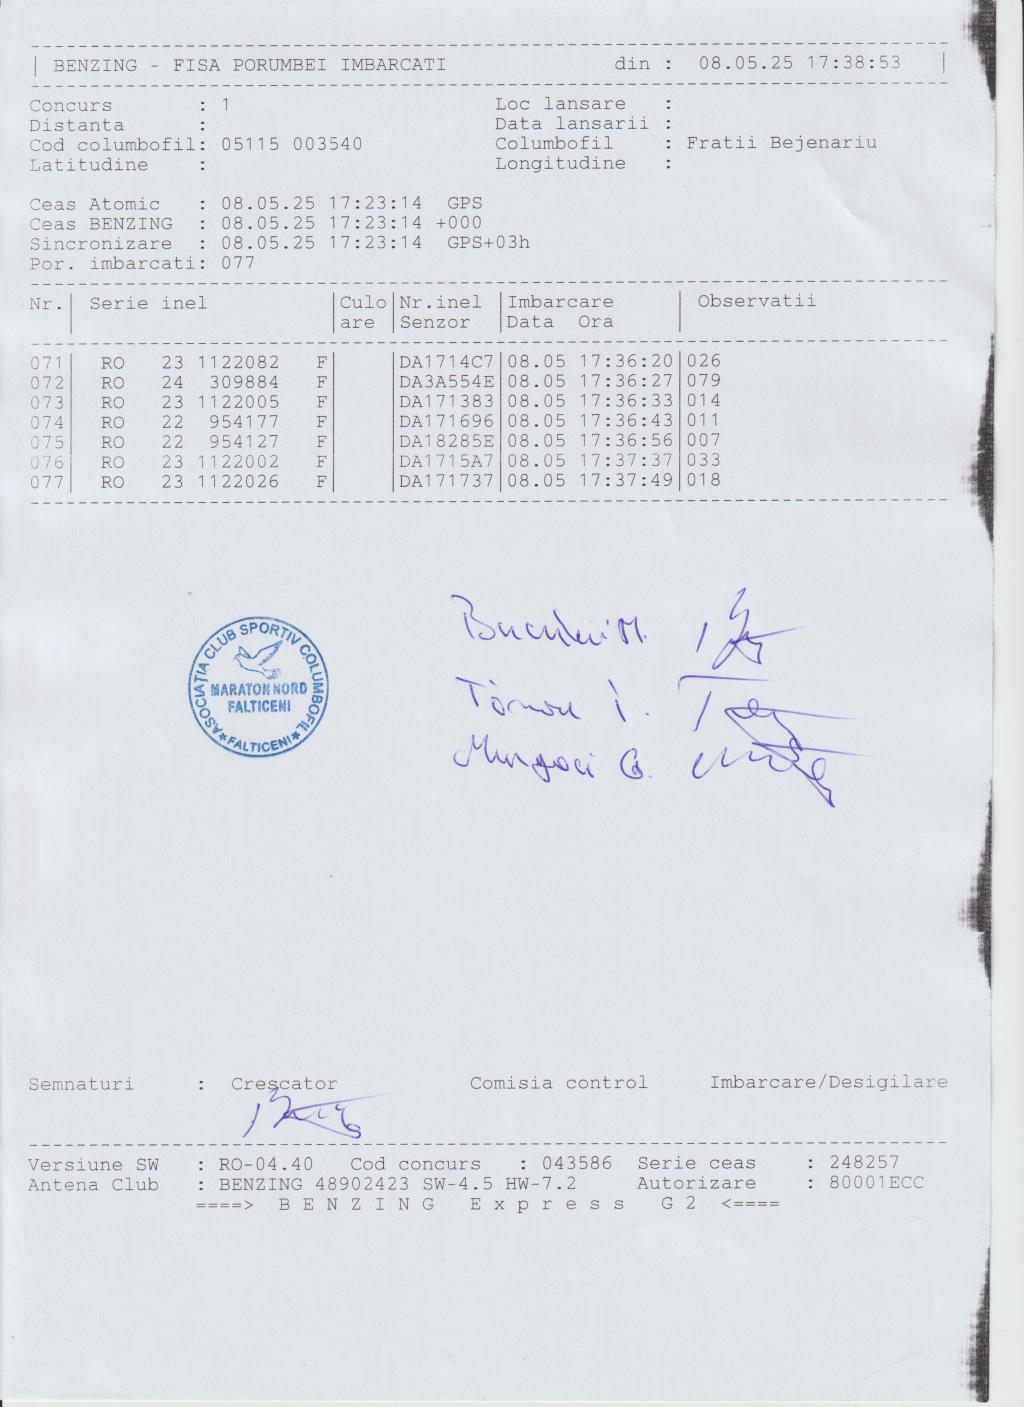 BENZING - FISA PORUMBEI IMBARCATI din : 08.05.25 17:38:53
Concurs : 1 Loc lansare :
Distanta : Data lansarii :
Cod columbofil: 05115 003540 Columbofil : Fratii Bejenariu
Latitudine : Longitudine :
Ceas Atomic : 08.05.25 17:23:14 GPS
Ceas BENZING : 08.05.25 17:23:14 +000
Sincronizare : 08.05.25 17:23:14 GPS+03h
Por. imbarcati: 077
Nr.| Serie inel |Culo|Nr.inel |Imbarcare | Observatii
| |are |Senzor |Data Ora |
071| RO 23 1122082 F| |DA1714C7|08.05 17:36:20|026
072| RO 24 309884 F| |DA3A554E|08.05 17:36:27|079
073| RO 23 1122005 F| |DA171383|08.05 17:36:33|014
074| RO 22 954177 F| |DA171696|08.05 17:36:43|011
075| RO 22 954127 F| |DA18285E|08.05 17:36:56|007
076| RO 23 1122002 F| |DA1715A7|08.05 17:37:37|033
077| RO 23 1122026 F| |DA171737|08.05 17:37:49|018
ASOCIATIA CLUB SPORTIV COLUMBOFIL
MARATON NORD
FALTICENI
★ FALTICENI ★
Semnaturi : Crescator Comisia control Imbarcare/Desigilare
Versiune SW : RO-04.40 Cod concurs : 043586 Serie ceas : 248257
Antena Club : BENZING 48902423 SW-4.5 HW-7.2 Autorizare : 80001ECC
====> B E N Z I N G E x p r e s s G 2 <====